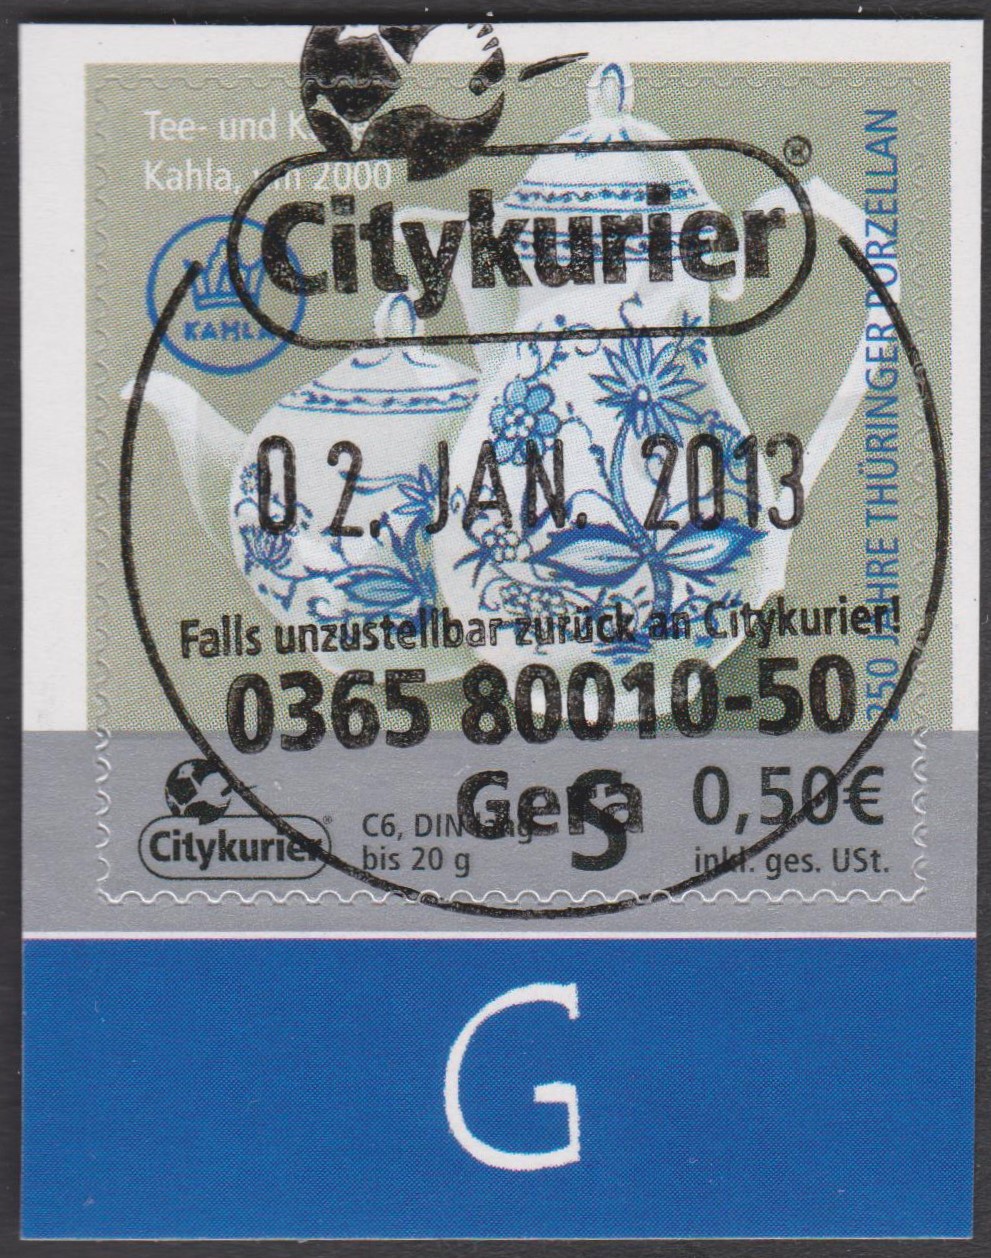 Tee- und
Kahla, um 2000
KAHLA
250 JAHRE THÜRINGER PORZELLAN
Citykurier®
02. JAN. 2013
Falls unzustellbar zurück an Citykurier!
0365 80010-50
Gera
S
Citykurier®
C6, DIN lang
bis 20 g
0,50€
inkl. ges. USt.
G